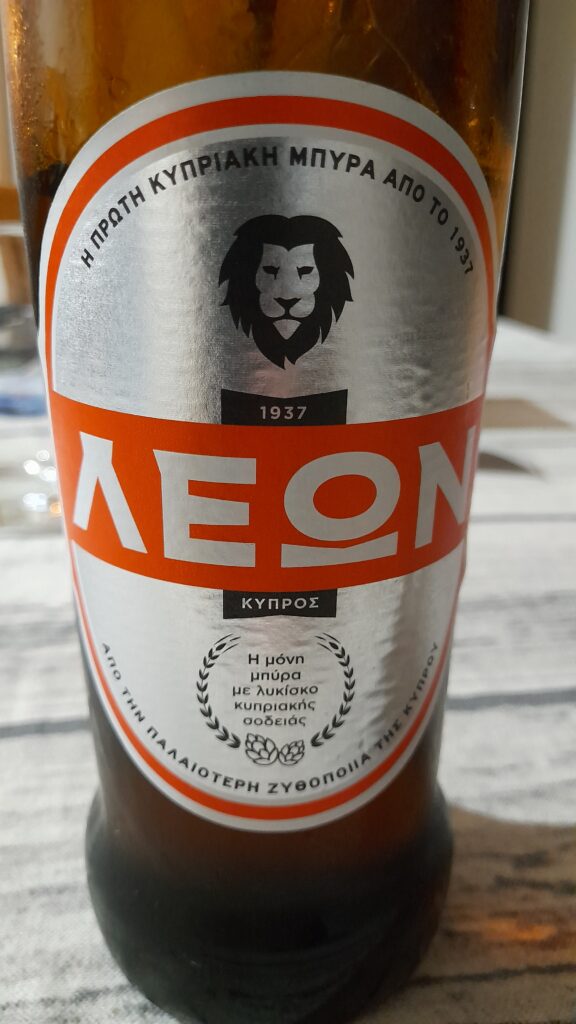 Η ΠΡΩΤΗ ΚΥΠΡΙΑΚΗ ΜΠΥΡΑ ΑΠΟ ΤΟ 1937
1937
ΛΕΩΝ
ΚΥΠΡΟΣ
Η μόνη
μπύρα
με λυκίσκο
κυπριακής
σοδειάς
ΑΠΟ ΤΗΝ ΠΑΛΑΙΟΤΕΡΗ ΖΥΘΟΠΟΙΙΑ ΤΗΣ ΚΥΠΡΟΥ